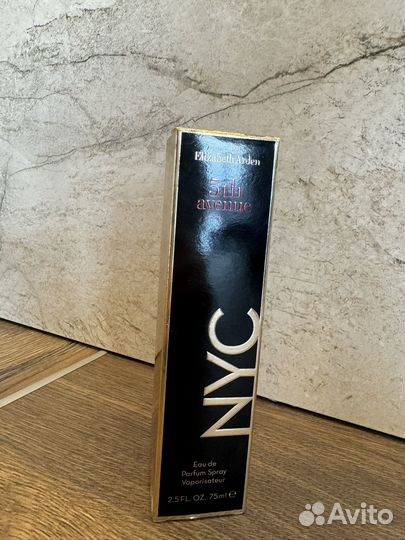 Elizabeth Arden
5th
avenue
NYC
Eau de
Parfum Spray
Vaporisateur
2.5 FL. OZ. 75ml ℮
Avito